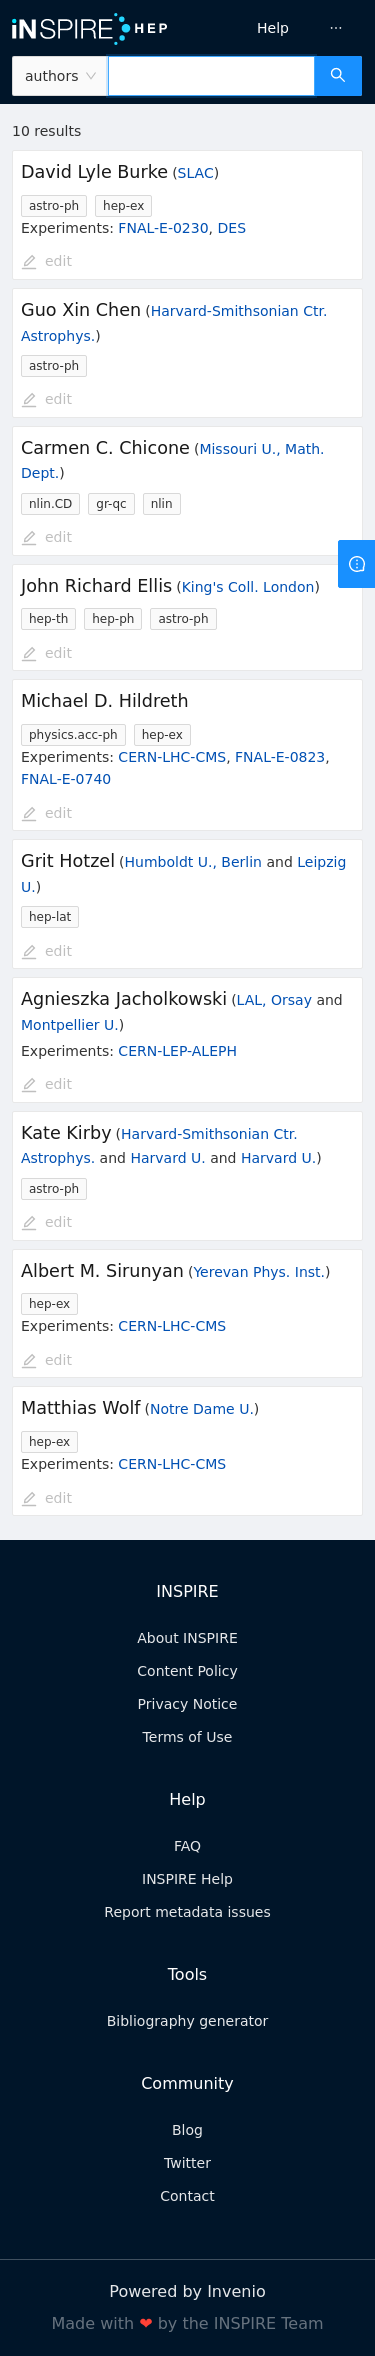 iNSPIRE HEP
Help
···
authors
10 results
David Lyle Burke (SLAC)
astro-ph hep-ex
Experiments: FNAL-E-0230, DES
edit
Guo Xin Chen (Harvard-Smithsonian Ctr.
Astrophys.)
astro-ph
edit
Carmen C. Chicone (Missouri U., Math.
Dept.)
nlin.CD gr-qc nlin
edit
John Richard Ellis (King's Coll. London)
hep-th hep-ph astro-ph
edit
Michael D. Hildreth
physics.acc-ph hep-ex
Experiments: CERN-LHC-CMS, FNAL-E-0823,
FNAL-E-0740
edit
Grit Hotzel (Humboldt U., Berlin and Leipzig
U.)
hep-lat
edit
Agnieszka Jacholkowski (LAL, Orsay and
Montpellier U.)
Experiments: CERN-LEP-ALEPH
edit
Kate Kirby (Harvard-Smithsonian Ctr.
Astrophys. and Harvard U. and Harvard U.)
astro-ph
edit
Albert M. Sirunyan (Yerevan Phys. Inst.)
hep-ex
Experiments: CERN-LHC-CMS
edit
Matthias Wolf (Notre Dame U.)
hep-ex
Experiments: CERN-LHC-CMS
edit
INSPIRE
About INSPIRE
Content Policy
Privacy Notice
Terms of Use
Help
FAQ
INSPIRE Help
Report metadata issues
Tools
Bibliography generator
Community
Blog
Twitter
Contact
Powered by Invenio
Made with ❤ by the INSPIRE Team